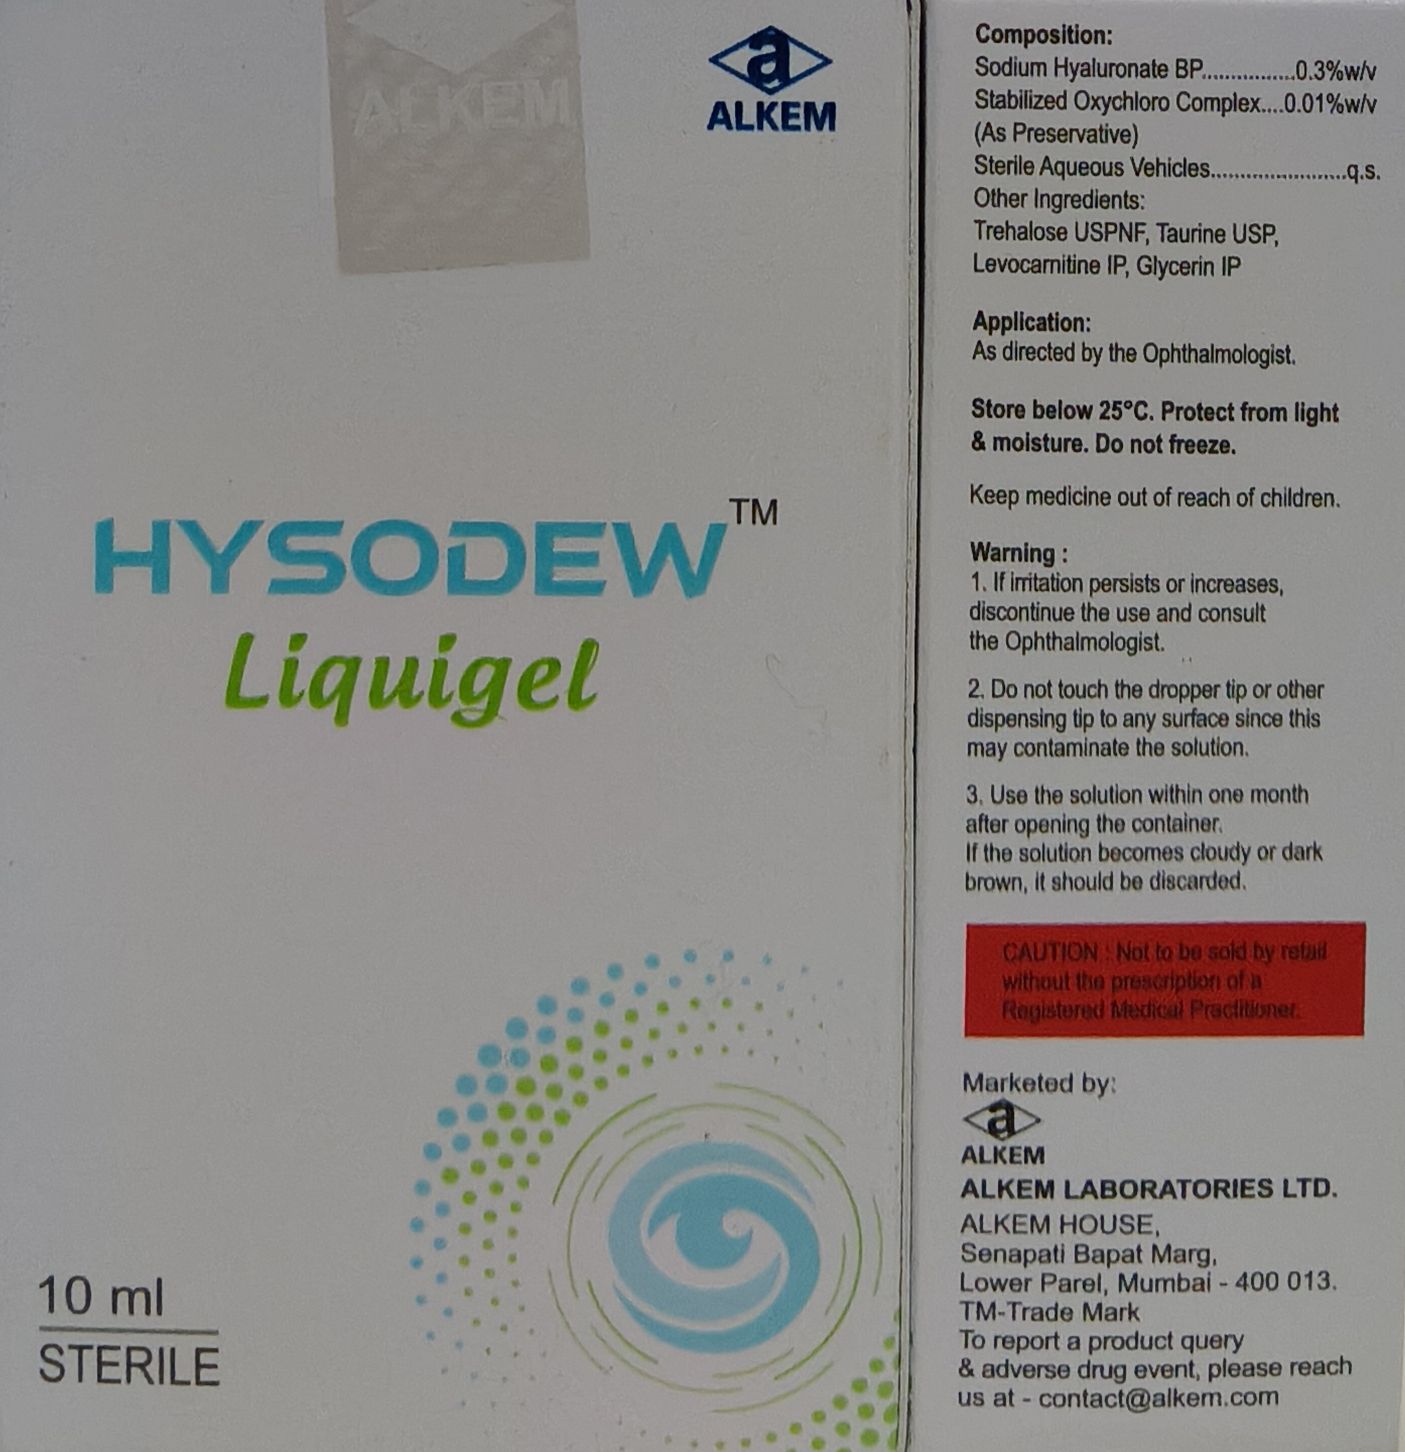 ALKEM
a
ALKEM
HYSODEW™
Liquigel
10 ml
STERILE
Composition:
Sodium Hyaluronate BP................0.3%w/v
Stabilized Oxychloro Complex....0.01%w/v
(As Preservative)
Sterile Aqueous Vehicles.......................q.s.
Other Ingredients:
Trehalose USPNF, Taurine USP,
Levocarnitine IP, Glycerin IP
Application:
As directed by the Ophthalmologist.
Store below 25°C. Protect from light
& moisture. Do not freeze.
Keep medicine out of reach of children.
Warning :
1. If irritation persists or increases,
discontinue the use and consult
the Ophthalmologist.
2. Do not touch the dropper tip or other
dispensing tip to any surface since this
may contaminate the solution.
3. Use the solution within one month
after opening the container.
If the solution becomes cloudy or dark
brown, it should be discarded.
CAUTION : Not to be sold by retail
without the prescription of a
Registered Medical Practitioner.
Marketed by:
a
ALKEM
ALKEM LABORATORIES LTD.
ALKEM HOUSE,
Senapati Bapat Marg,
Lower Parel, Mumbai - 400 013.
TM-Trade Mark
To report a product query
& adverse drug event, please reach
us at - contact@alkem.com